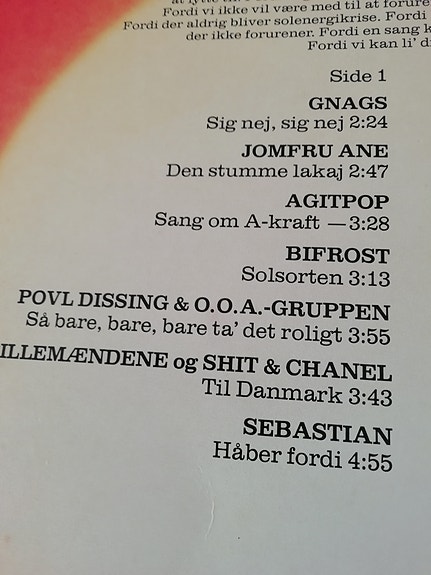 Fordi vi ikke vil være med til at forure
Fordi der aldrig bliver solenergikrise. Fordi
der ikke forurener. Fordi en sang k
Fordi vi kan li' d
Side 1
GNAGS
Sig nej, sig nej 2:24
JOMFRU ANE
Den stumme lakaj 2:47
AGITPOP
Sang om A-kraft — 3:28
BIFROST
Solsorten 3:13
POVL DISSING & O.O.A.-GRUPPEN
Så bare, bare, bare ta' det roligt 3:55
ILLEMÆNDENE og SHIT & CHANEL
Til Danmark 3:43
SEBASTIAN
Håber fordi 4:55